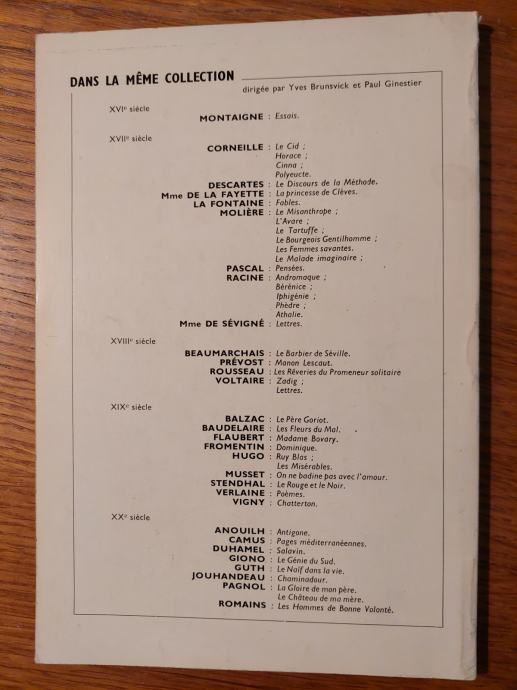 DANS LA MÊME COLLECTION
dirigée par Yves Brunsvick et Paul Ginestier
XVIe siècle
MONTAIGNE : Essais.
XVIIe siècle
CORNEILLE : Le Cid ;
Horace ;
Cinna ;
Polyeucte.
DESCARTES : Le Discours de la Méthode.
Mme DE LA FAYETTE : La princesse de Clèves.
LA FONTAINE : Fables.
MOLIÈRE : Le Misanthrope ;
L'Avare ;
Le Tartuffe ;
Le Bourgeois Gentilhomme ;
Les Femmes savantes.
Le Malade imaginaire ;
PASCAL : Pensées.
RACINE : Andromaque ;
Bérénice ;
Iphigénie ;
Phèdre ;
Athalie.
Mme DE SÉVIGNÉ : Lettres.
XVIIIe siècle
BEAUMARCHAIS : Le Barbier de Séville.
PRÉVOST : Manon Lescaut.
ROUSSEAU : Les Rêveries du Promeneur solitaire
VOLTAIRE : Zadig ;
Lettres.
XIXe siècle
BALZAC : Le Père Goriot.
BAUDELAIRE : Les Fleurs du Mal.
FLAUBERT : Madame Bovary.
FROMENTIN : Dominique.
HUGO : Ruy Blas ;
Les Misérables.
MUSSET : On ne badine pas avec l'amour.
STENDHAL : Le Rouge et le Noir.
VERLAINE : Poèmes.
VIGNY : Chatterton.
XXe siècle
ANOUILH : Antigone.
CAMUS : Pages méditerranéennes.
DUHAMEL : Salavin.
GIONO : Le Génie du Sud.
GUTH : Le Naïf dans la vie.
JOUHANDEAU : Chaminadour.
PAGNOL : La Gloire de mon père.
Le Château de ma mère.
ROMAINS : Les Hommes de Bonne Volonté.